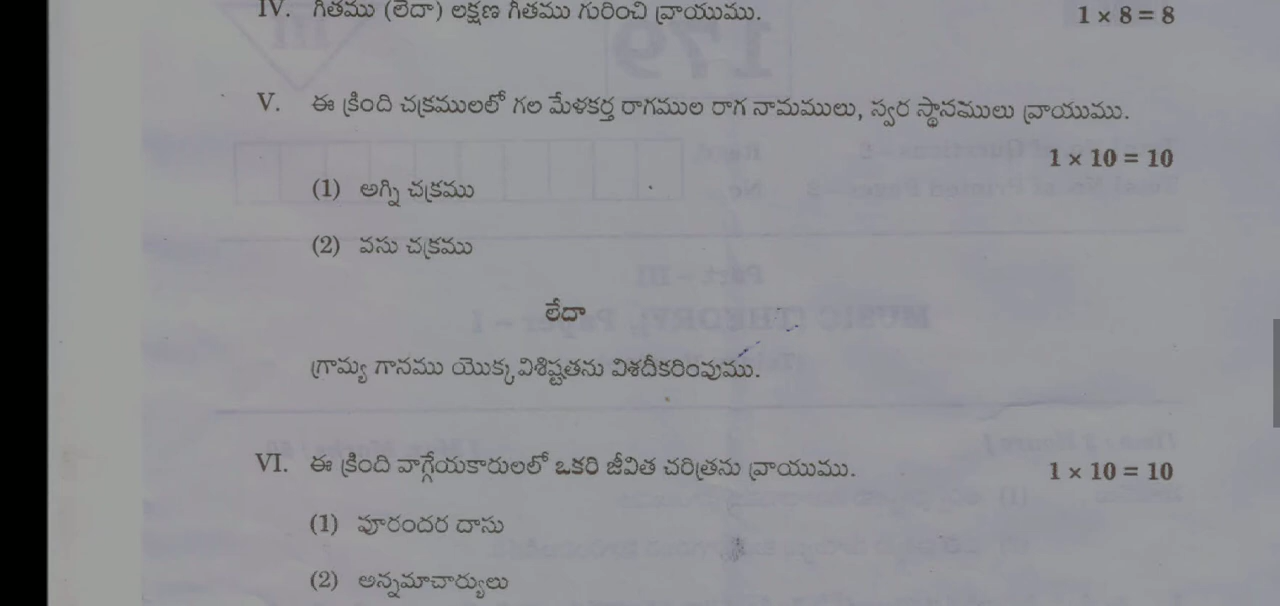 IV. గీతము (లేదా) లక్షణ గీతము గురించి వ్రాయుము. 1 × 8 = 8
V. ఈ క్రింది చక్రములలో గల మేళకర్త రాగముల రాగ నామములు, స్వర స్థానములు వ్రాయుము.
1 × 10 = 10
(1) అగ్ని చక్రము
(2) వసు చక్రము
లేదా
గ్రామ్య గానము యొక్క విశిష్టతను విశదీకరింపుము.
VI. ఈ క్రింది వాగ్గేయకారులలో ఒకరి జీవిత చరిత్రను వ్రాయుము. 1 × 10 = 10
(1) పూరందర దాసు
(2) అన్నమాచార్యులు